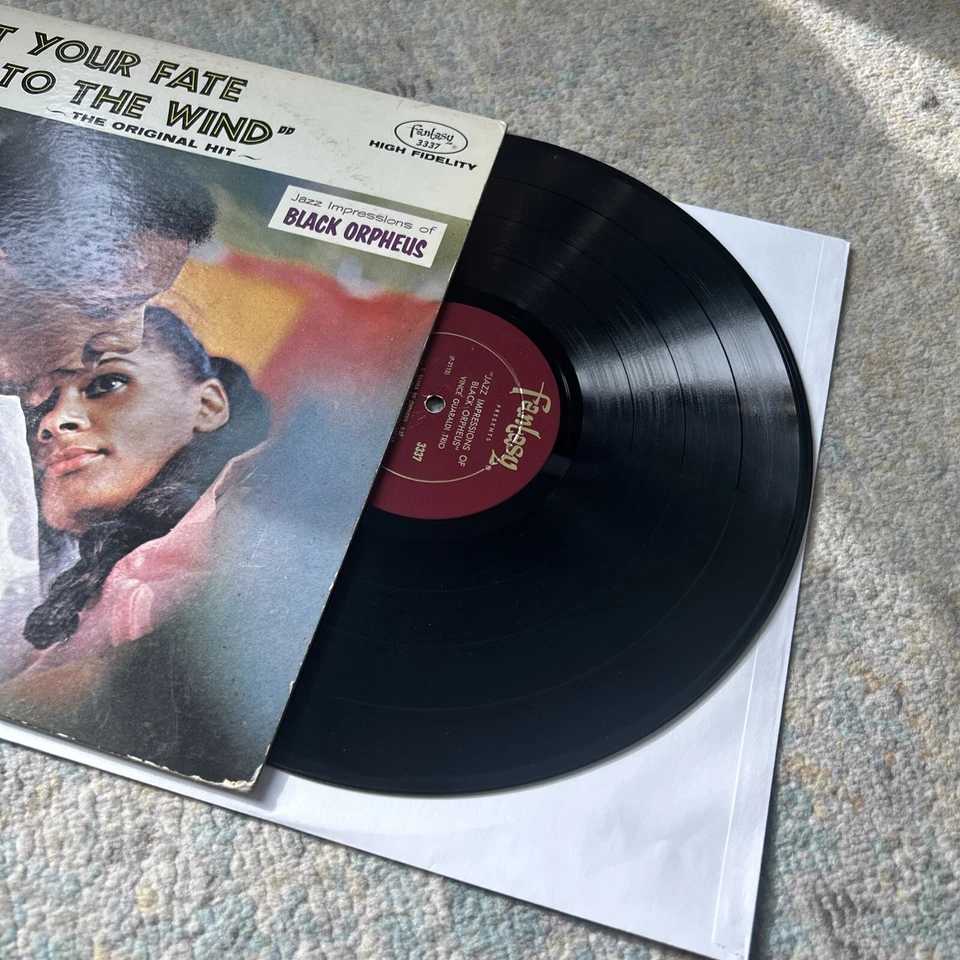 T YOUR FATE
TO THE WIND"
~THE ORIGINAL HIT~
fantasy
3337
®
HIGH FIDELITY
Jazz Impressions of
BLACK ORPHEUS
fantasy®
PRESENTS
"JAZZ IMPRESSIONS OF
BLACK ORPHEUS"
VINCE GUARALDI TRIO
3337